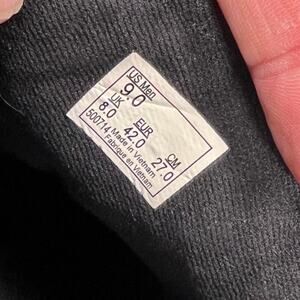 US Men
9.0
UK EUR CM
8.0 42.0 27.0
500714 Made in Vietnam
Fabriqué en Vietnam